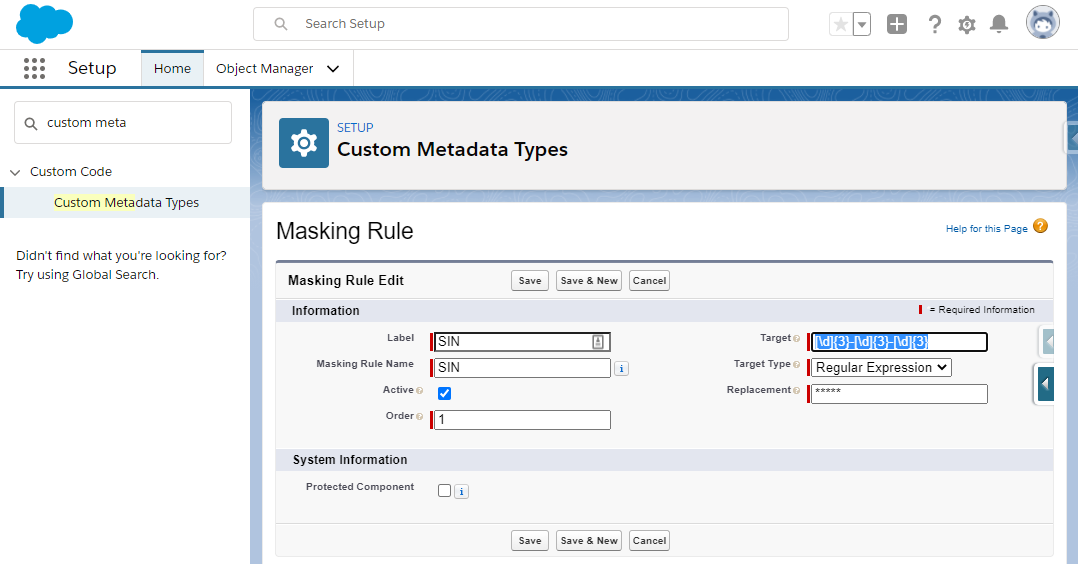 Search Setup
Setup
Home
Object Manager
custom meta
Custom Code
Custom Metadata Types
Didn't find what you're looking for?
Try using Global Search.
SETUP
Custom Metadata Types
Masking Rule
Help for this Page ?
Masking Rule Edit
Save
Save & New
Cancel
Information
= Required Information
Label SIN
Target [\d]{3}-[\d]{3}-[\d]{3}
Masking Rule Name SIN
Target Type Regular Expression
Active
Replacement *****
Order 1
System Information
Protected Component
Save
Save & New
Cancel